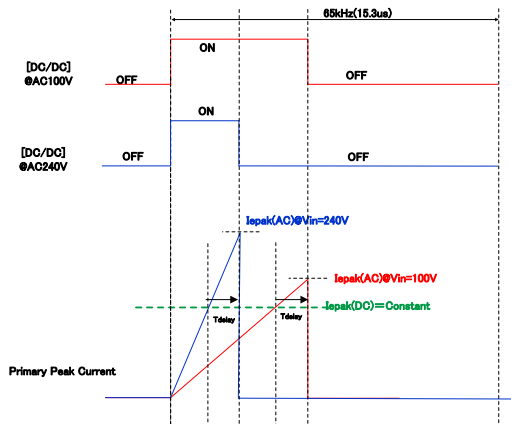 65kHz(15.3us)
ON
[DC/DC]
@AC100V
OFF
OFF
ON
[DC/DC]
@AC240V
OFF
OFF
Iepak(AC)@Vin=240V
Iepak(AC)@Vin=100V
Iepak(DC)=Constant
Tdelay
Tdelay
Primary Peak Current